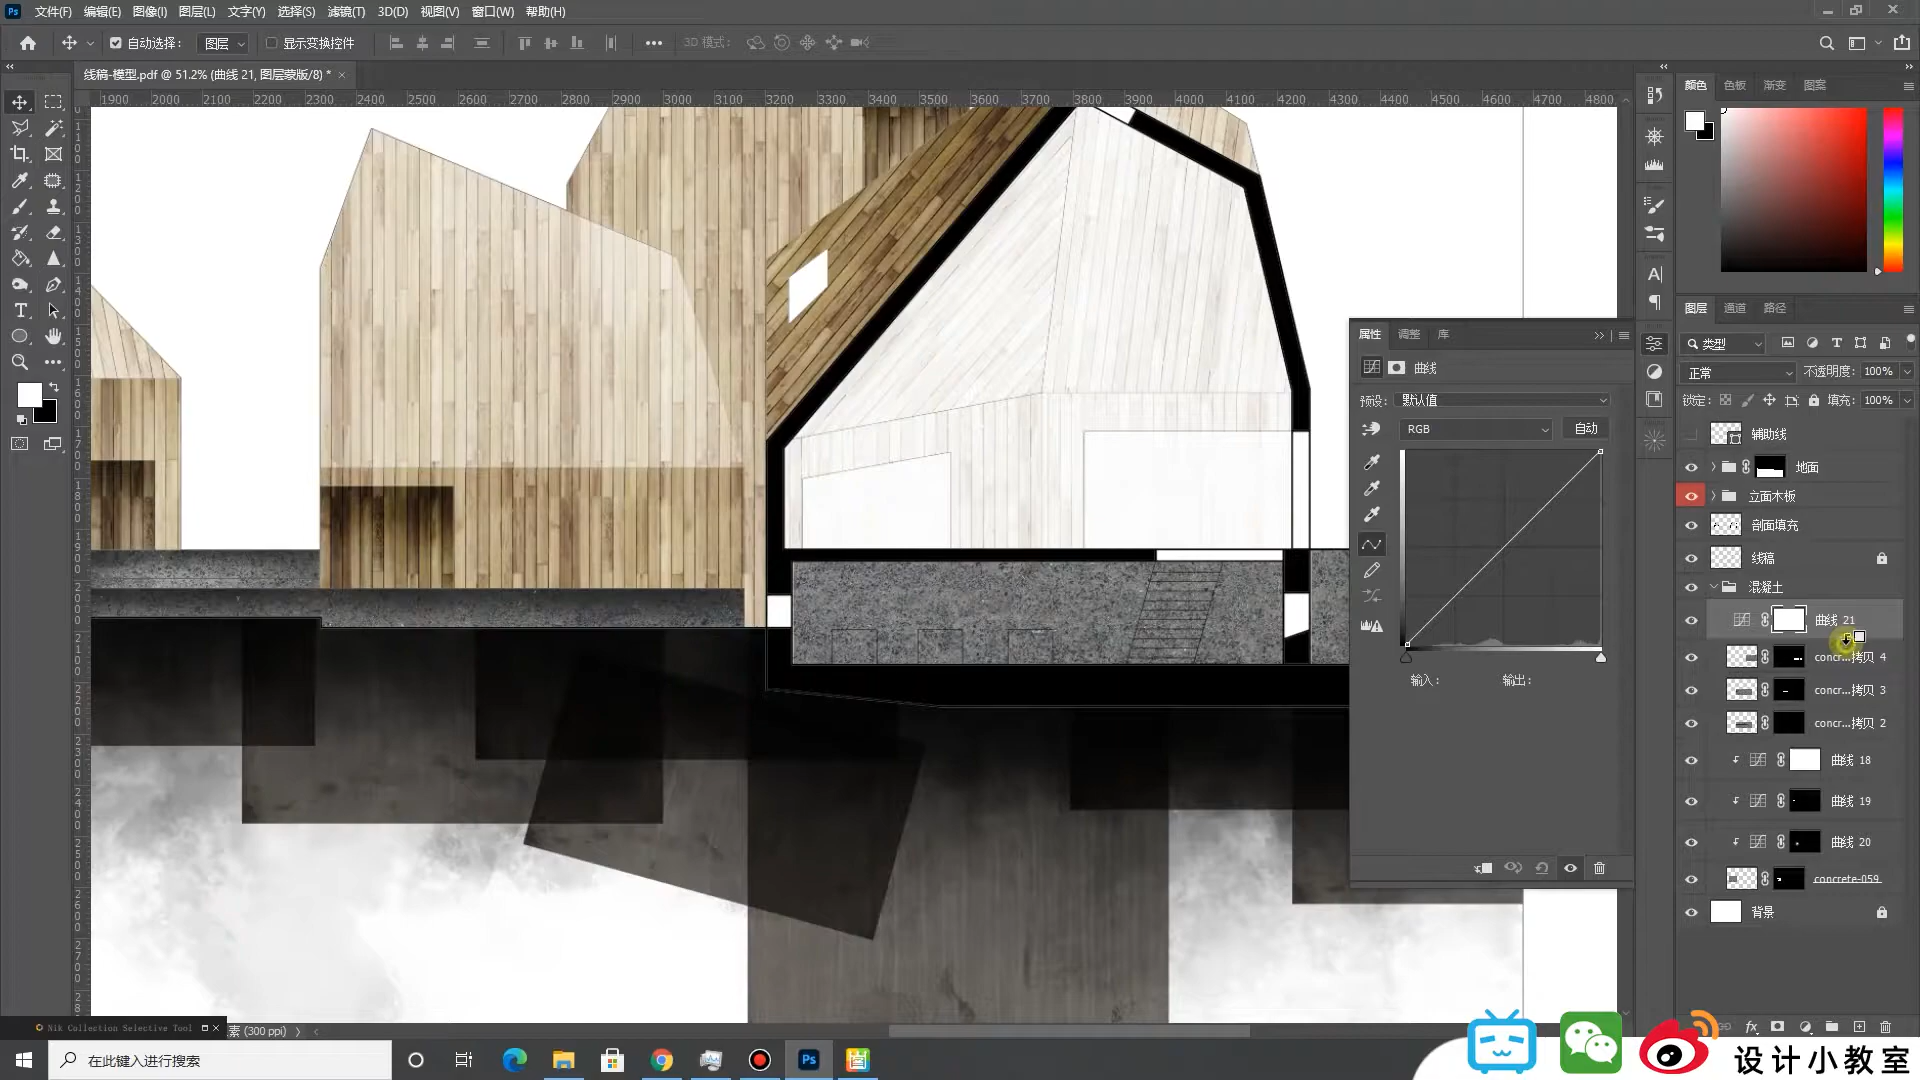 Ps 文件(F) 编辑(E) 图像(I) 图层(L) 文字(Y) 选择(S) 滤镜(T) 3D(D) 视图(V) 窗口(W) 帮助(H)
自动选择: 图层 显示变换控件 3D 模式:
线稿-模型.pdf @ 51.2% (曲线 21, 图层蒙版/8) *
1900 2000 2100 2200 2300 2400 2500 2600 2700 2800 2900 3000 3100 3200 3300 3400 3500 3600 3700 3800 3900 4000 4100 4200 4300 4400 4500 4600 4700 4800
颜色 色板 渐变 图案
图层 通道 路径
类型
正常 不透明度: 100%
锁定: 填充: 100%
辅助线
地面
立面木板
剖面填充
线稿
混凝土
曲线 21
concr...拷贝 4
concr...拷贝 3
concr...拷贝 2
曲线 18
曲线 19
曲线 20
concrete-059
背景
属性 调整 库
曲线
预设: 默认值
RGB 自动
输入: 输出:
Nik Collection Selective Tool
素 (300 ppi)
在此键入进行搜索
Ps
设计小教室